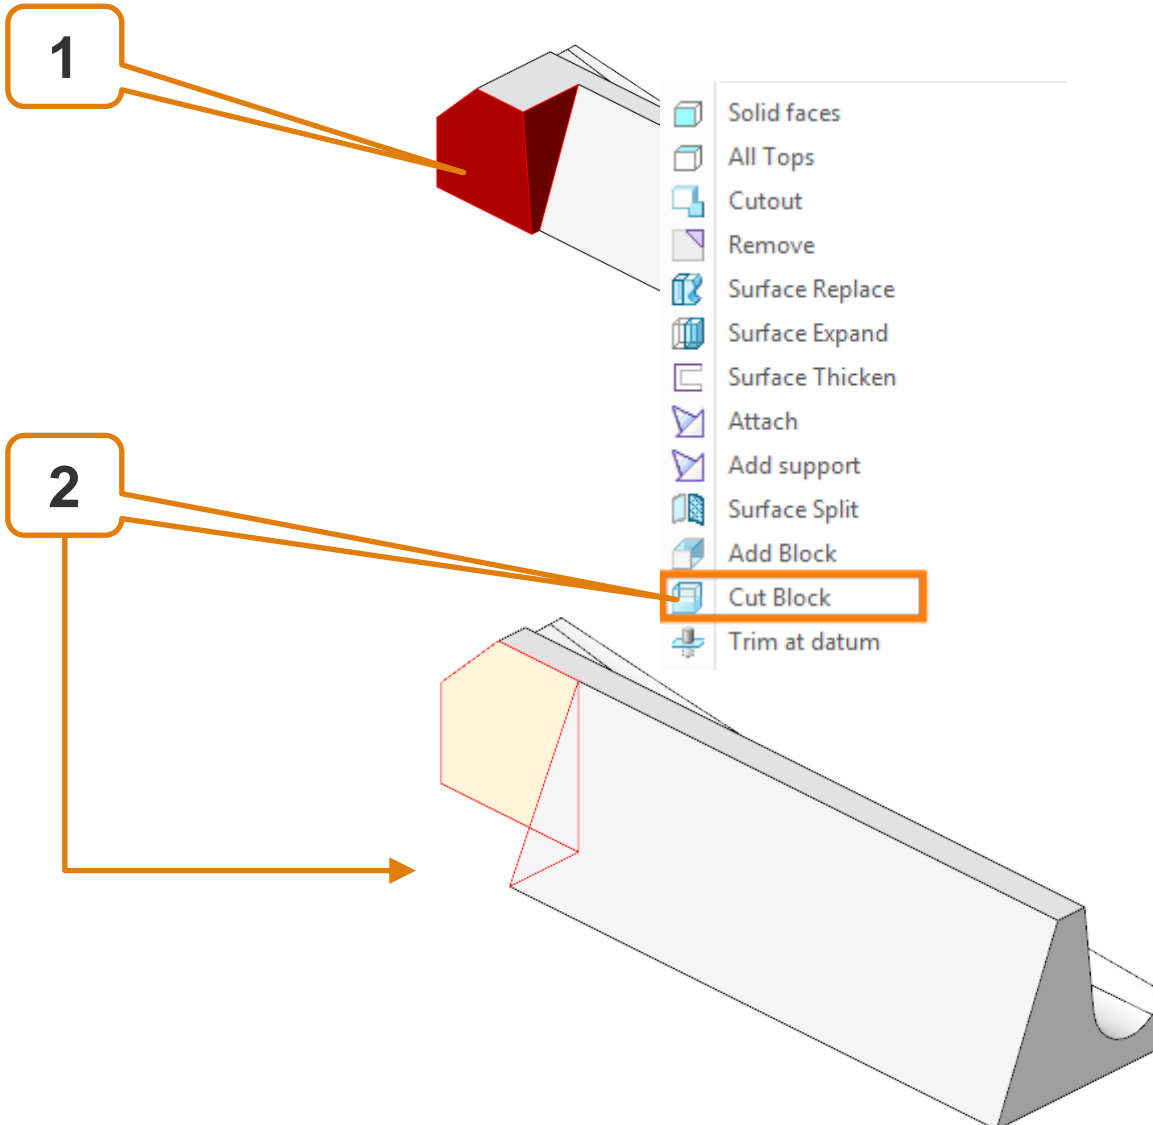 1
Solid faces
All Tops
Cutout
Remove
Surface Replace
Surface Expand
Surface Thicken
Attach
Add support
Surface Split
Add Block
Cut Block
Trim at datum
2